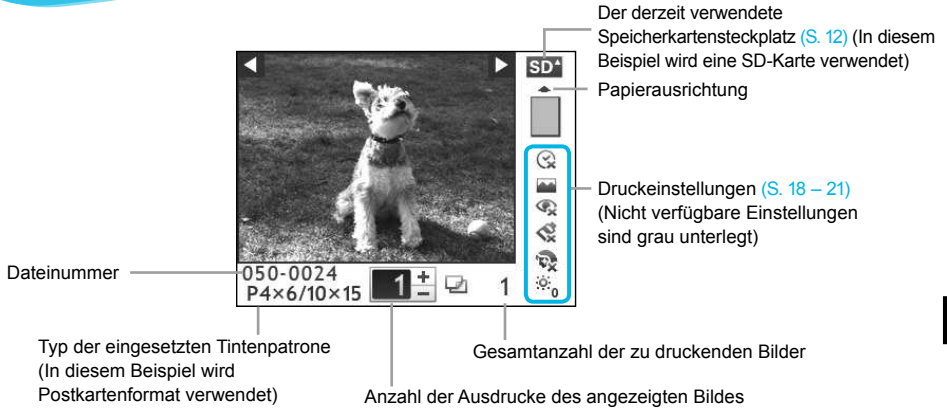 Der derzeit verwendete
Speicherkartensteckplatz (S. 12) (In diesem
Beispiel wird eine SD-Karte verwendet)
SD
Papierausrichtung
Druckeinstellungen (S. 18 – 21)
(Nicht verfügbare Einstellungen
sind grau unterlegt)
Dateinummer
050-0024
P4×6/10×15
1
+
−
1
0
Typ der eingesetzten Tintenpatrone
(In diesem Beispiel wird
Postkartenformat verwendet)
Gesamtanzahl der zu druckenden Bilder
Anzahl der Ausdrucke des angezeigten Bildes